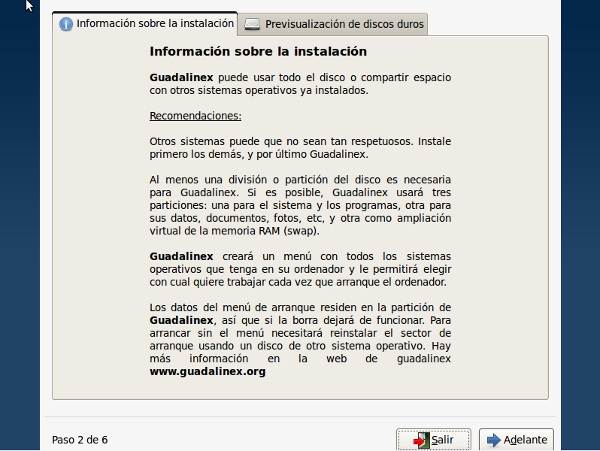 Información sobre la instalación
Previsualización de discos duros
Información sobre la instalación
Guadalinex puede usar todo el disco o compartir espacio
con otros sistemas operativos ya instalados.
Recomendaciones:
Otros sistemas puede que no sean tan respetuosos. Instale
primero los demás, y por último Guadalinex.
Al menos una división o partición del disco es necesaria
para Guadalinex. Si es posible, Guadalinex usará tres
particiones: una para el sistema y los programas, otra para
sus datos, documentos, fotos, etc, y otra como ampliación
virtual de la memoria RAM (swap).
Guadalinex creará un menú con todos los sistemas
operativos que tenga en su ordenador y le permitirá elegir
con cual quiere trabajar cada vez que arranque el ordenador.
Los datos del menú de arranque residen en la partición de
Guadalinex, así que si la borra dejará de funcionar. Para
arrancar sin el menú necesitará reinstalar el sector de
arranque usando un disco de otro sistema operativo. Hay
más información en la web de guadalinex
www.guadalinex.org
Paso 2 de 6
Salir
Adelante